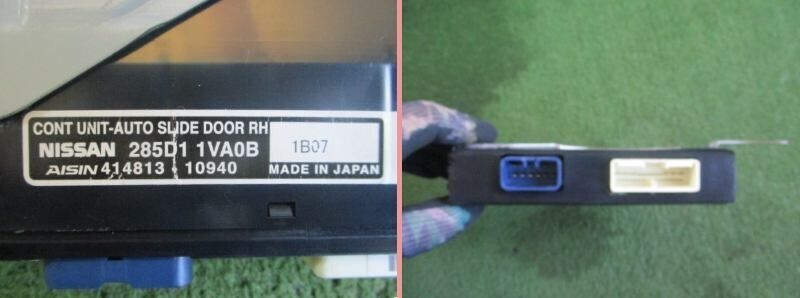 CONT UNIT-AUTO SLIDE DOOR RH
NISSAN 285D1 1VA0B
1B07
AISIN 414813 10940
MADE IN JAPAN